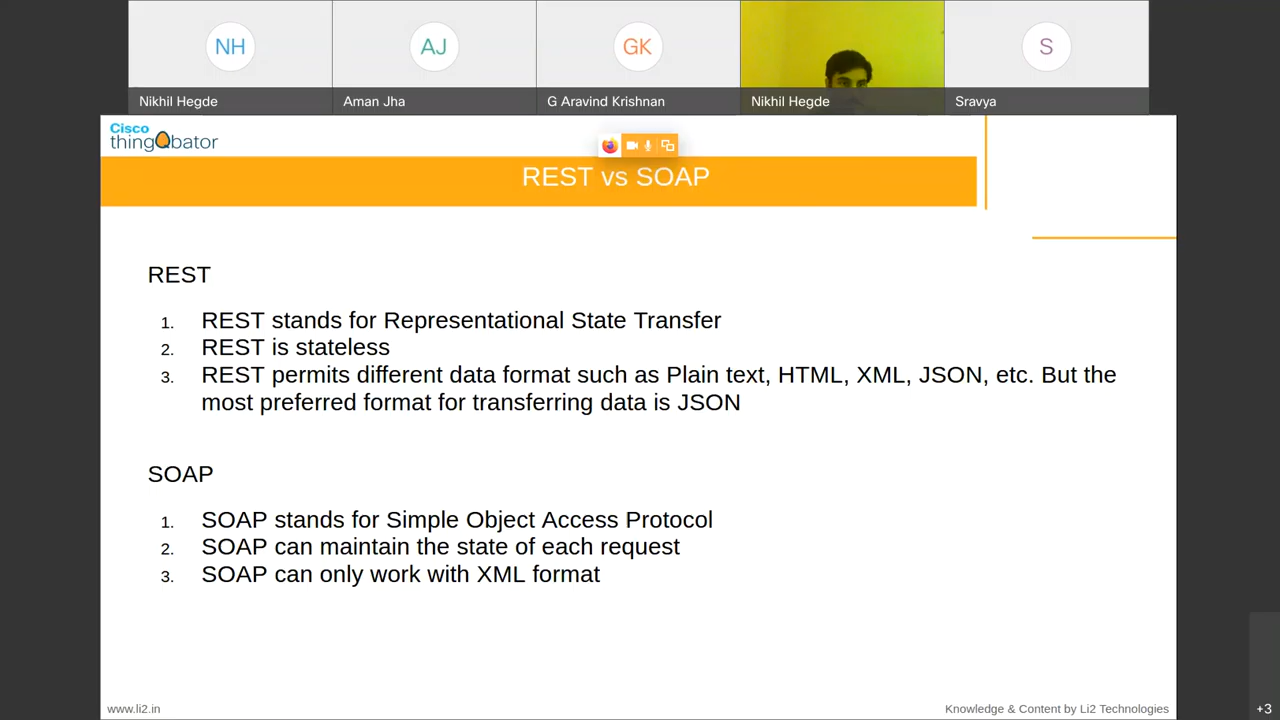 NH
AJ
GK
S
Nikhil Hegde
Aman Jha
G Aravind Krishnan
Nikhil Hegde
Sravya
Cisco
thingQbator
REST vs SOAP
REST
1. REST stands for Representational State Transfer
2. REST is stateless
3. REST permits different data format such as Plain text, HTML, XML, JSON, etc. But the
most preferred format for transferring data is JSON
SOAP
1. SOAP stands for Simple Object Access Protocol
2. SOAP can maintain the state of each request
3. SOAP can only work with XML format
www.li2.in
Knowledge & Content by Li2 Technologies
+3